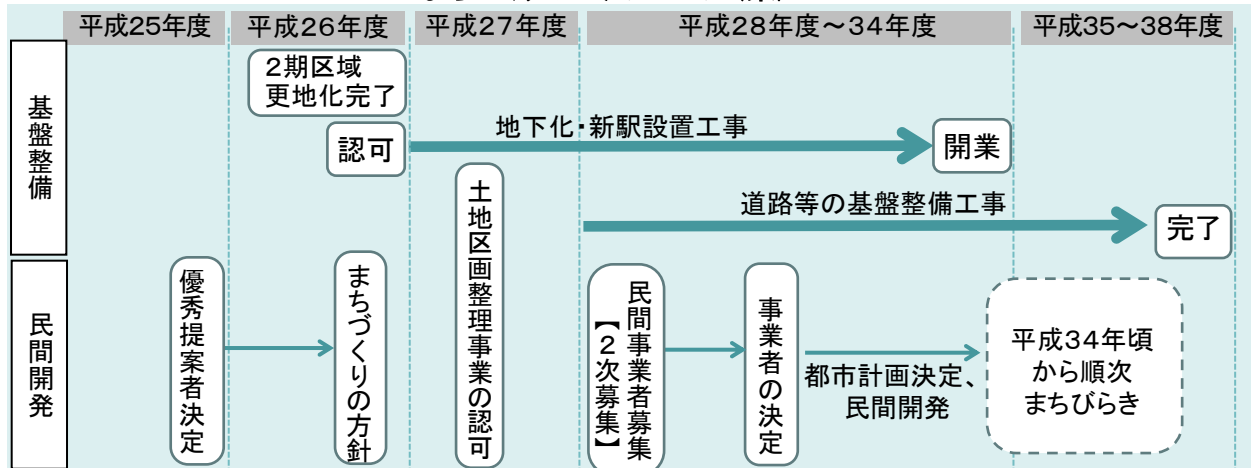 平成25年度
平成26年度
平成27年度
平成28年度～34年度
平成35～38年度
基盤整備
2期区域
更地化完了
認可
地下化・新駅設置工事
開業
道路等の基盤整備工事
完了
土地区画整理事業の認可
民間開発
優秀提案者決定
まちづくりの方針
民間事業者募集
【2次募集】
事業者の決定
都市計画決定、
民間開発
平成34年頃
から順次
まちびらき